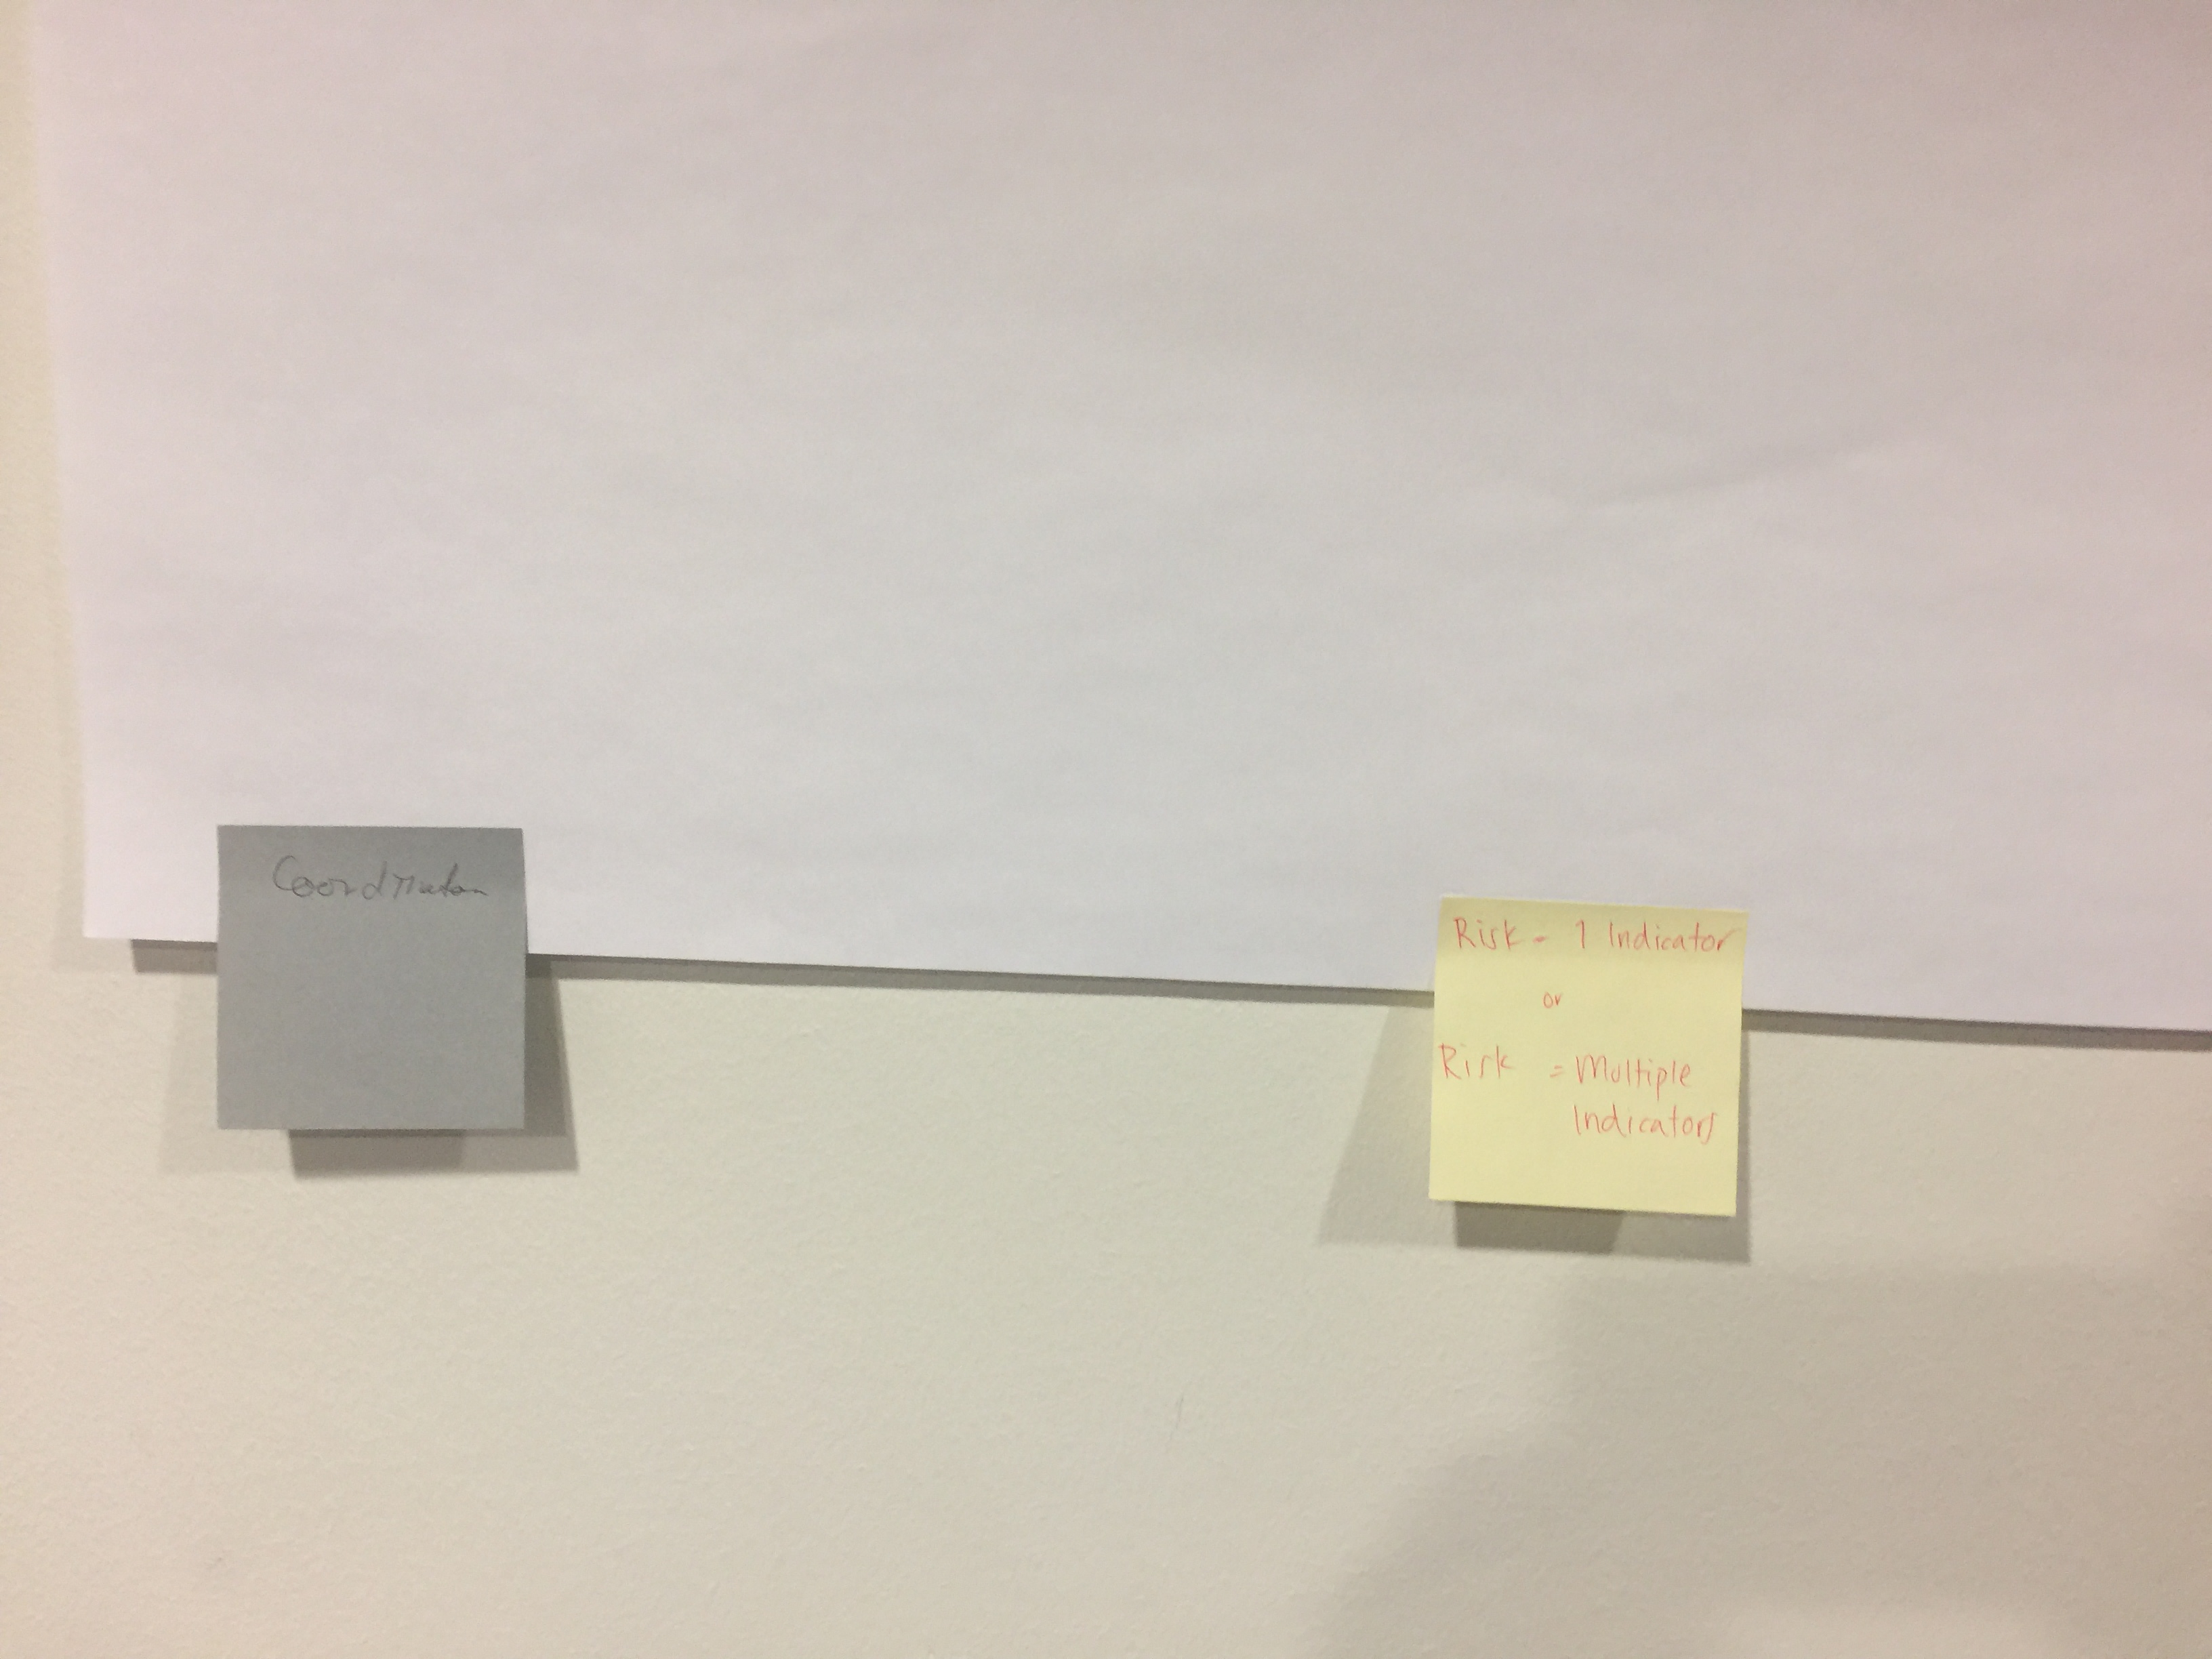 Coordination
Risk - 1 Indicator
or
Risk = Multiple
Indicators